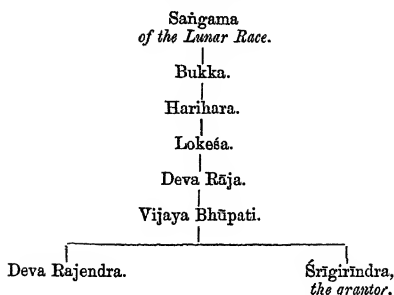 Saṅgama
of the Lunar Race.
Bukka.
Harihara.
Lokeśa.
Deva Rāja.
Vijaya Bhūpati.
Deva Rajendra. Śrīgirīndra,
the grantor.